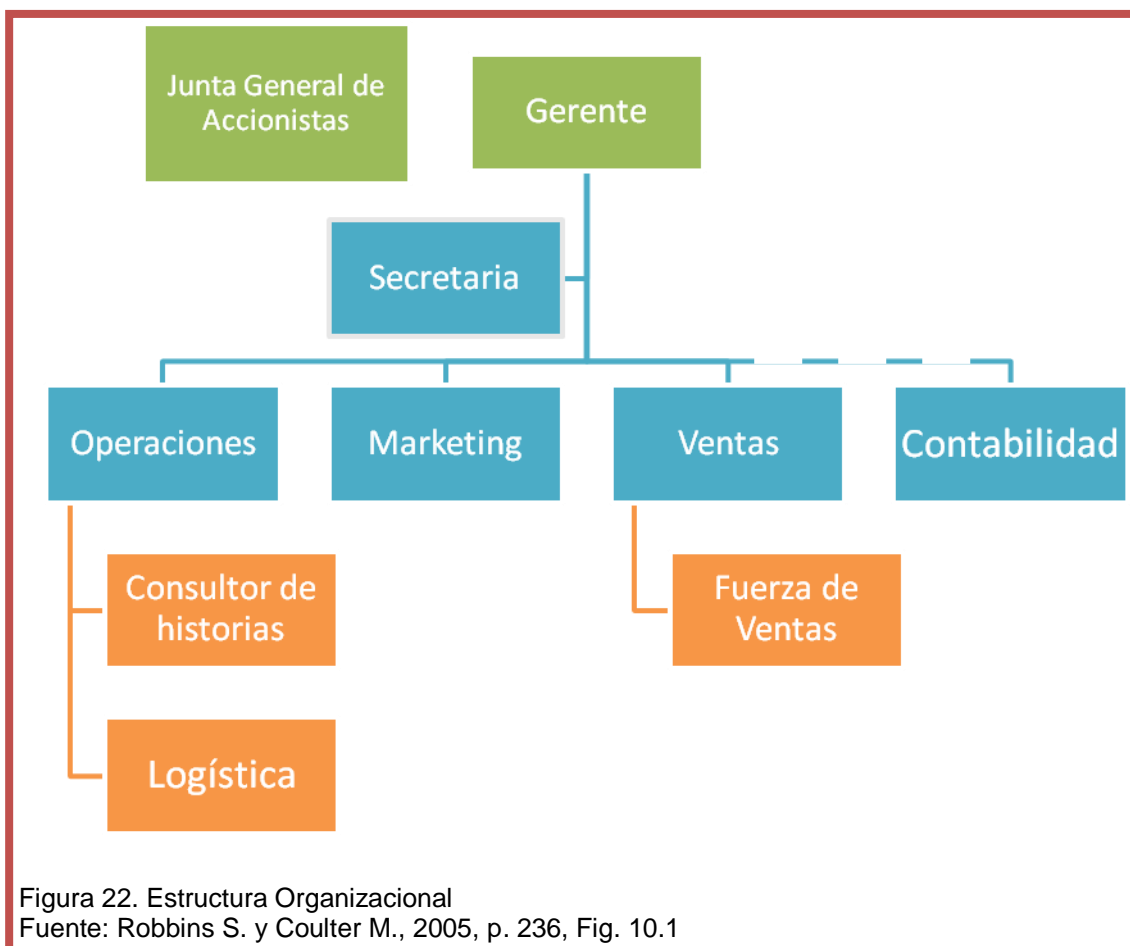 Junta General de
Accionistas
Gerente
Secretaria
Operaciones
Marketing
Ventas
Contabilidad
Consultor de
historias
Fuerza de
Ventas
Logística
Figura 22. Estructura Organizacional
Fuente: Robbins S. y Coulter M., 2005, p. 236, Fig. 10.1